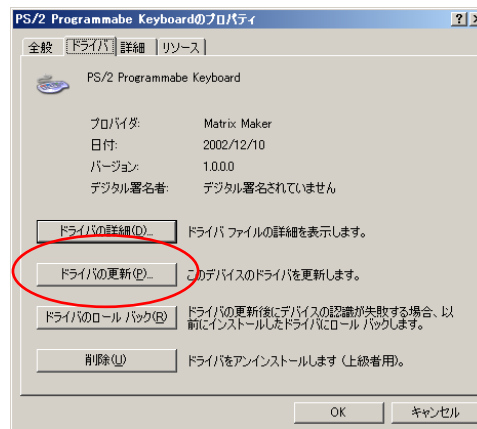 PS/2 Programmabe Keyboardのプロパティ
全般 ドライバ 詳細 リソース
PS/2 Programmabe Keyboard
プロバイダ: Matrix Maker
日付: 2002/12/10
バージョン: 1.0.0.0
デジタル署名者: デジタル署名されていません
ドライバの詳細(D)... ドライバ ファイルの詳細を表示します。
ドライバの更新(P)... このデバイスのドライバを更新します。
ドライバのロール バック(R) ドライバの更新後にデバイスの認識が失敗する場合、以
前にインストールしたドライバにロール バックします。
削除(U) ドライバをアンインストールします (上級者用)。
OK キャンセル